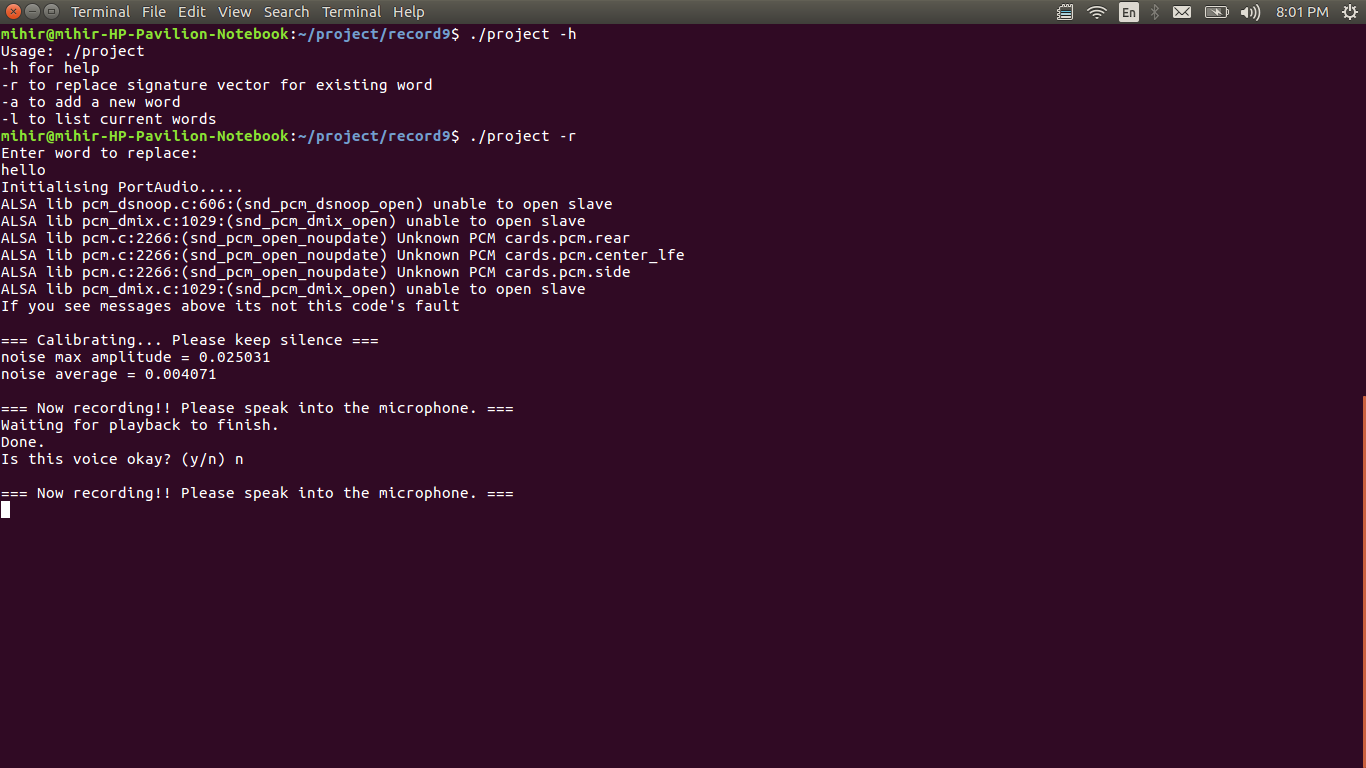 Terminal File Edit View Search Terminal Help En 8:01 PM
mihir@mihir-HP-Pavilion-Notebook:~/project/record9$ ./project -h
Usage: ./project
-h for help
-r to replace signature vector for existing word
-a to add a new word
-l to list current words
mihir@mihir-HP-Pavilion-Notebook:~/project/record9$ ./project -r
Enter word to replace:
hello
Initialising PortAudio.....
ALSA lib pcm_dsnoop.c:606:(snd_pcm_dsnoop_open) unable to open slave
ALSA lib pcm_dmix.c:1029:(snd_pcm_dmix_open) unable to open slave
ALSA lib pcm.c:2266:(snd_pcm_open_noupdate) Unknown PCM cards.pcm.rear
ALSA lib pcm.c:2266:(snd_pcm_open_noupdate) Unknown PCM cards.pcm.center_lfe
ALSA lib pcm.c:2266:(snd_pcm_open_noupdate) Unknown PCM cards.pcm.side
ALSA lib pcm_dmix.c:1029:(snd_pcm_dmix_open) unable to open slave
If you see messages above its not this code's fault
=== Calibrating... Please keep silence ===
noise max amplitude = 0.025031
noise average = 0.004071
=== Now recording!! Please speak into the microphone. ===
Waiting for playback to finish.
Done.
Is this voice okay? (y/n) n
=== Now recording!! Please speak into the microphone. ===